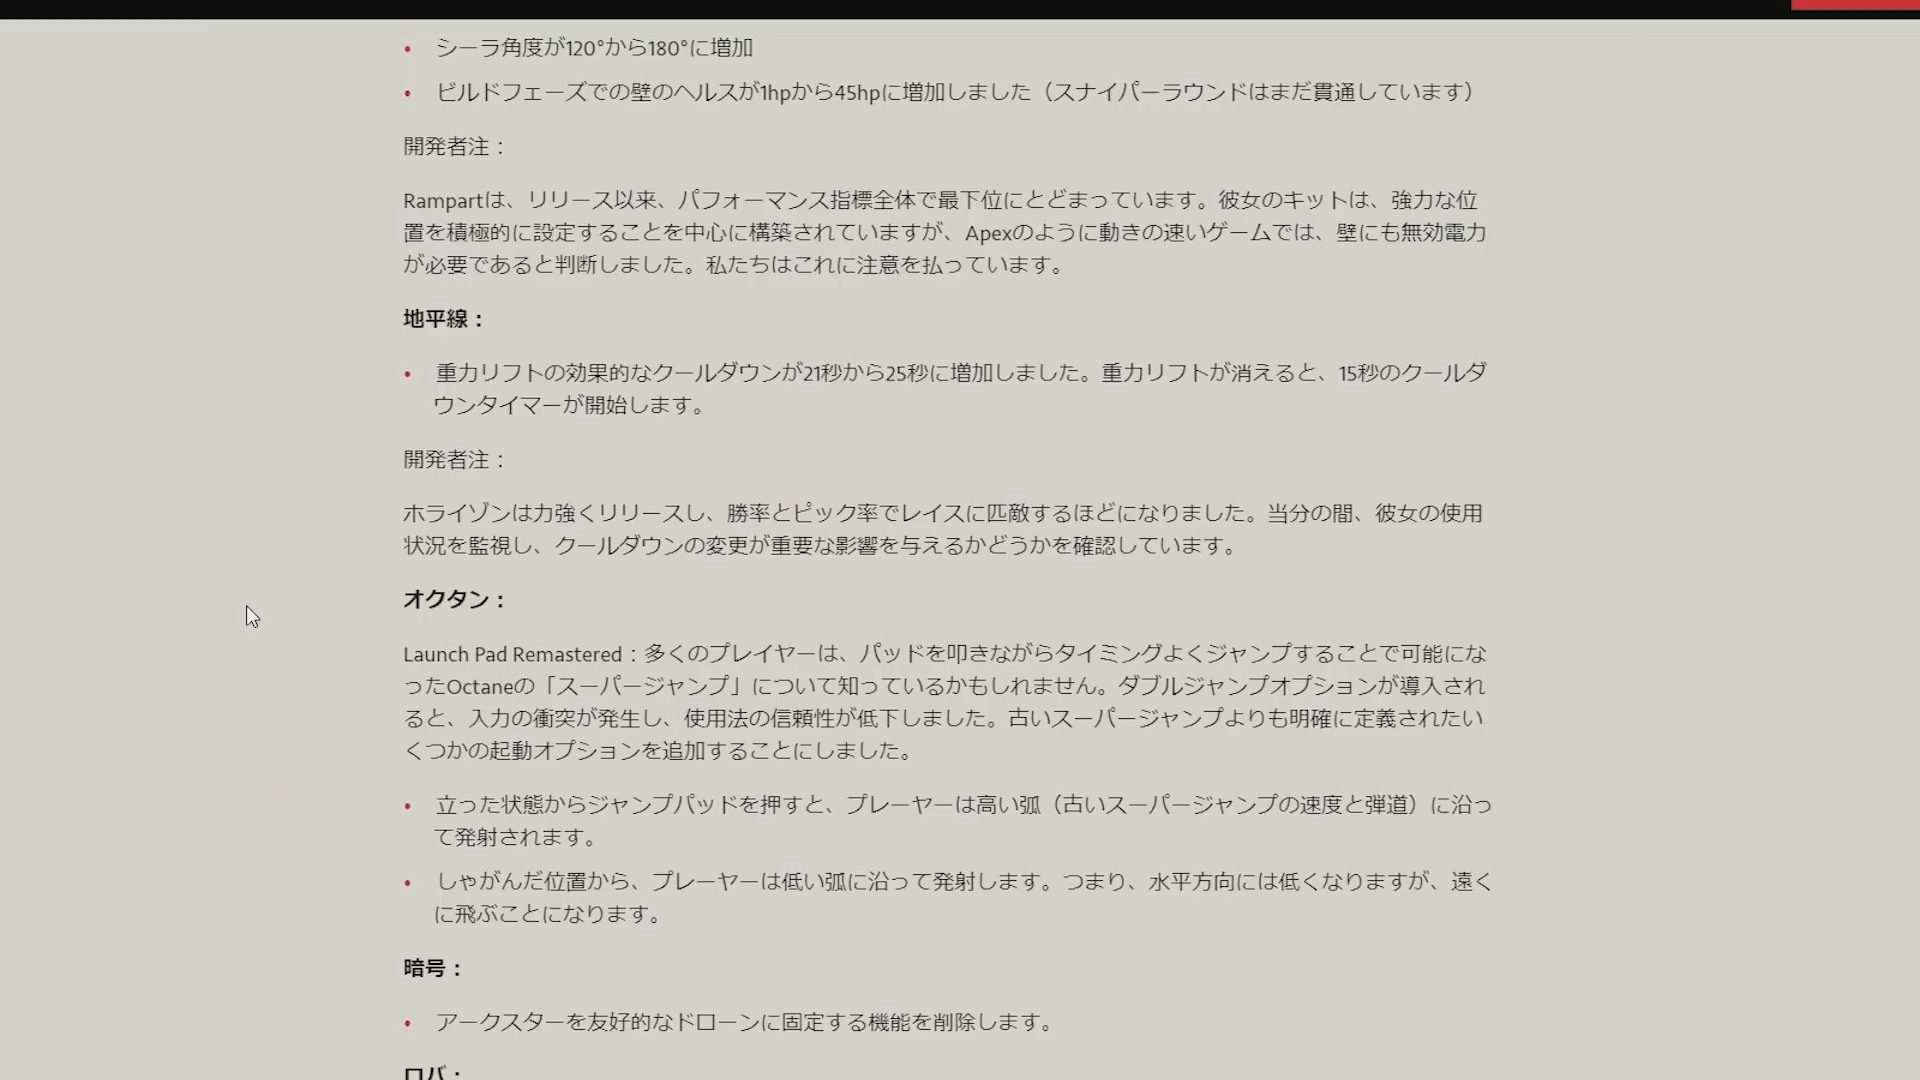 • シーラ角度が120°から180°に増加
• ビルドフェーズでの壁のヘルスが1hpから45hpに増加しました（スナイパーラウンドはまだ貫通しています）
開発者注：
Rampartは、リリース以来、パフォーマンス指標全体で最下位にとどまっています。彼女のキットは、強力な位
置を積極的に設定することを中心に構築されていますが、Apexのように動きの速いゲームでは、壁にも無効電力
が必要であると判断しました。私たちはこれに注意を払っています。
地平線：
• 重力リフトの効果的なクールダウンが21秒から25秒に増加しました。重力リフトが消えると、15秒のクールダ
ウンタイマーが開始します。
開発者注：
ホライゾンは力強くリリースし、勝率とピック率でレイスに匹敵するほどになりました。当分の間、彼女の使用
状況を監視し、クールダウンの変更が重要な影響を与えるかどうかを確認しています。
オクタン：
Launch Pad Remastered：多くのプレイヤーは、パッドを叩きながらタイミングよくジャンプすることで可能にな
ったOctaneの「スーパージャンプ」について知っているかもしれません。ダブルジャンプオプションが導入され
ると、入力の衝突が発生し、使用法の信頼性が低下しました。古いスーパージャンプよりも明確に定義されたい
くつかの起動オプションを追加することにしました。
• 立った状態からジャンプパッドを押すと、プレーヤーは高い弧（古いスーパージャンプの速度と弾道）に沿っ
て発射されます。
• しゃがんだ位置から、プレーヤーは低い弧に沿って発射します。つまり、水平方向には低くなりますが、遠く
に飛ぶことになります。
暗号：
• アークスターを友好的なドローンに固定する機能を削除します。
ロバ：